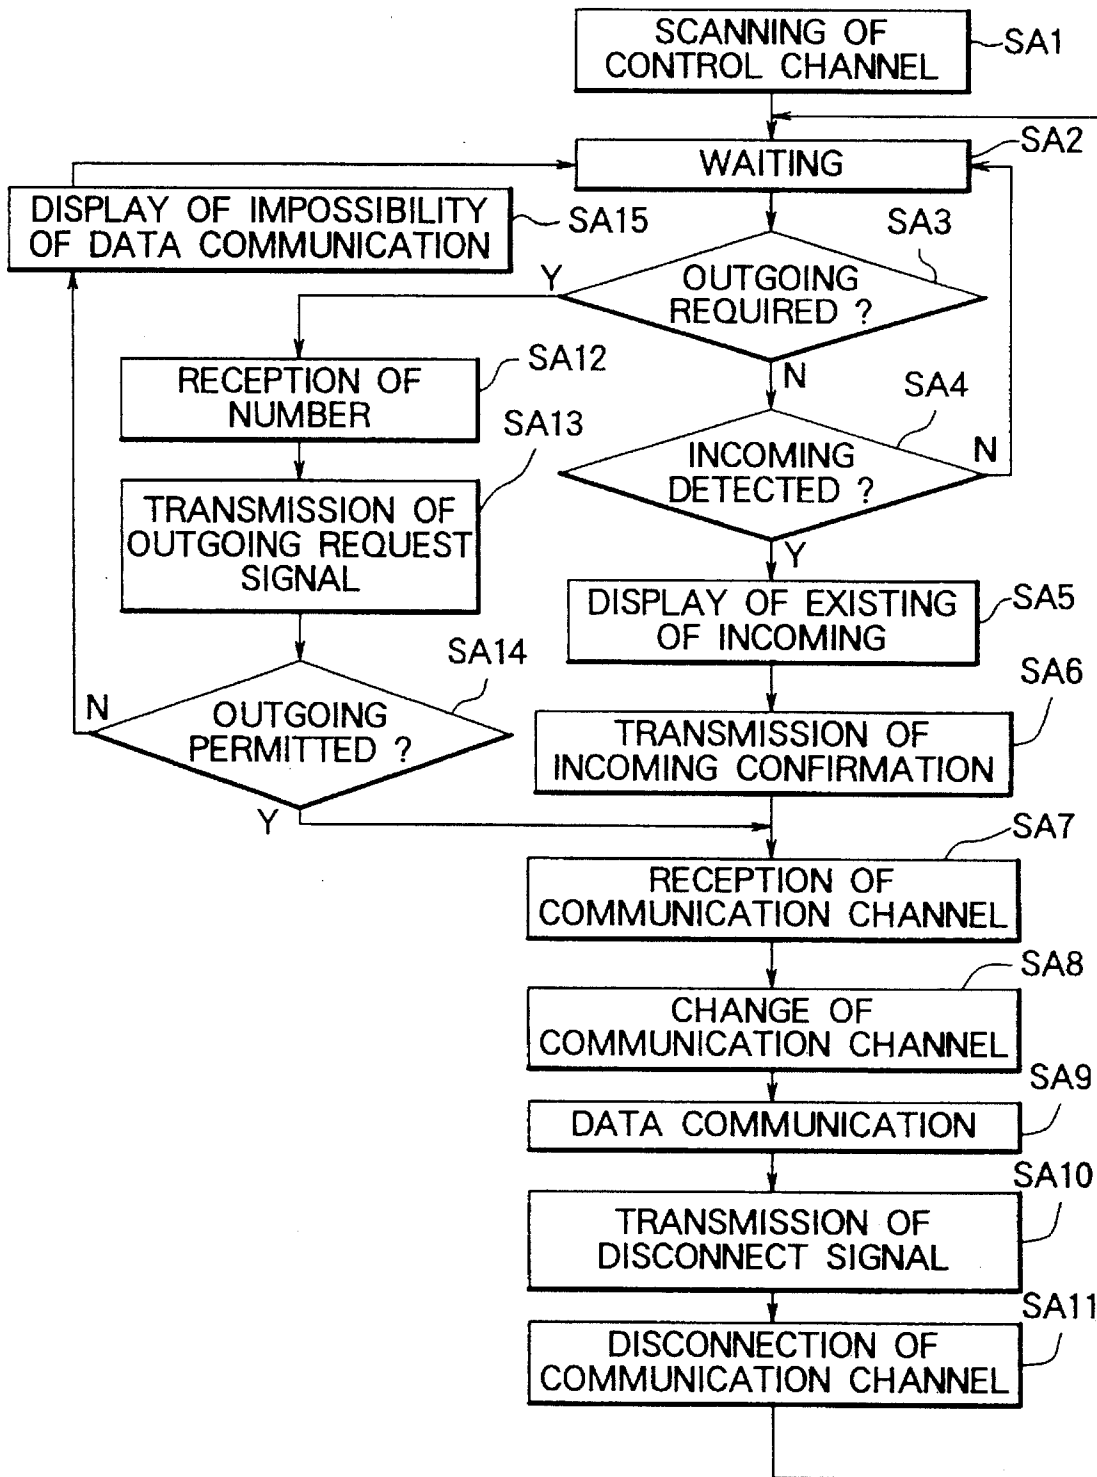 SCANNING OF
CONTROL CHANNEL
SA1
WAITING
SA2
DISPLAY OF IMPOSSIBILITY
OF DATA COMMUNICATION
SA15
SA3
Y
OUTGOING
REQUIRED ?
N
SA12
RECEPTION OF
NUMBER
SA4
INCOMING
DETECTED ?
N
Y
SA13
TRANSMISSION OF
OUTGOING REQUEST
SIGNAL
SA5
DISPLAY OF EXISTING
OF INCOMING
SA14
N
OUTGOING
PERMITTED ?
Y
SA6
TRANSMISSION OF
INCOMING CONFIRMATION
SA7
RECEPTION OF
COMMUNICATION CHANNEL
SA8
CHANGE OF
COMMUNICATION CHANNEL
SA9
DATA COMMUNICATION
SA10
TRANSMISSION OF
DISCONNECT SIGNAL
SA11
DISCONNECTION OF
COMMUNICATION CHANNEL